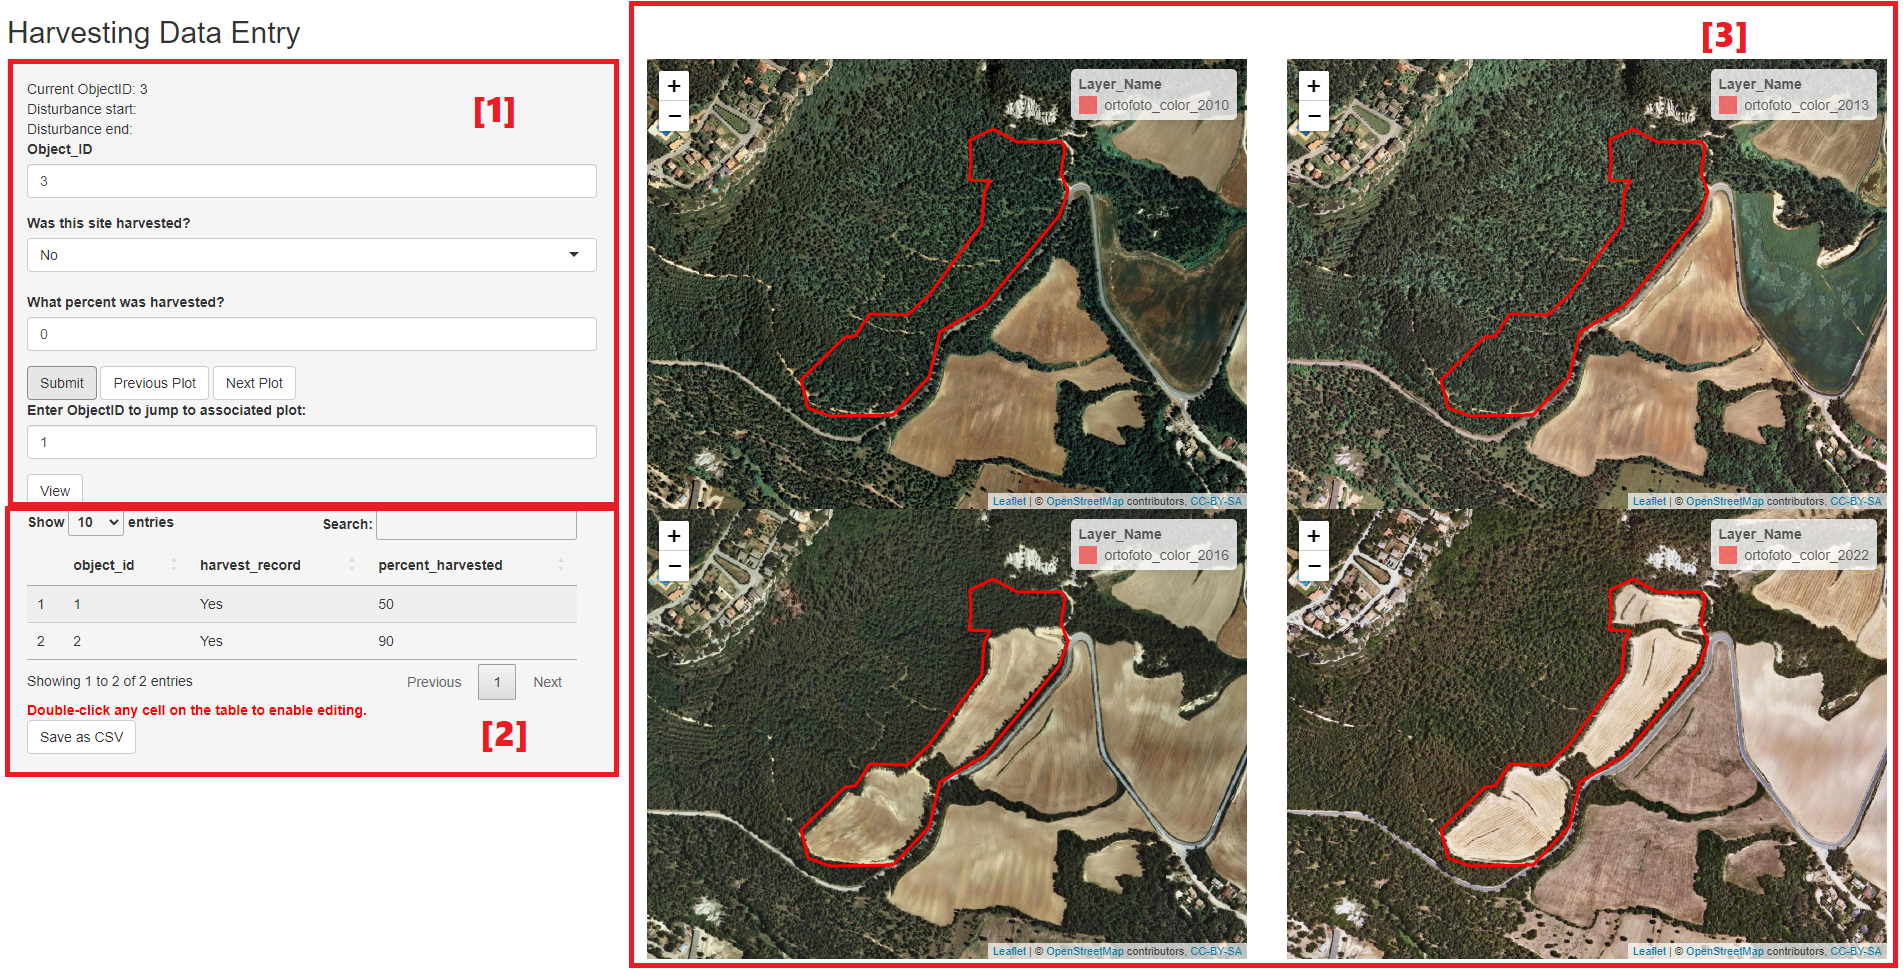 Harvesting Data Entry
[1]
Current ObjectID: 3
Disturbance start:
Disturbance end:
Object_ID
3
Was this site harvested?
No
What percent was harvested?
0
Submit Previous Plot Next Plot
Enter ObjectID to jump to associated plot:
1
View
Show 10 entries Search:
object_id harvest_record percent_harvested
1 1 Yes 50
2 2 Yes 90
Showing 1 to 2 of 2 entries Previous 1 Next
Double-click any cell on the table to enable editing.
Save as CSV
[2]
[3]
+
−
Layer_Name
ortofoto_color_2010
Leaflet | © OpenStreetMap contributors, CC-BY-SA
+
−
Layer_Name
ortofoto_color_2013
Leaflet | © OpenStreetMap contributors, CC-BY-SA
+
−
Layer_Name
ortofoto_color_2016
Leaflet | © OpenStreetMap contributors, CC-BY-SA
+
−
Layer_Name
ortofoto_color_2022
Leaflet | © OpenStreetMap contributors, CC-BY-SA